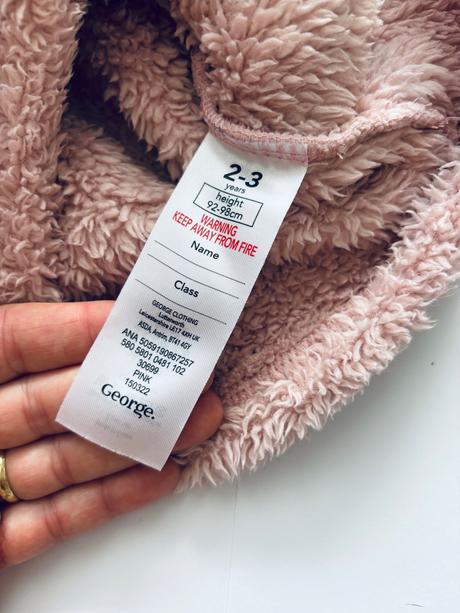 2-3
years
height
92-98cm
WARNING
KEEP AWAY FROM FIRE
Name
Class
GEORGE CLOTHING
Lutterworth
Leicestershire LE17 4XH UK
ASDA, Antrim, BT41 4GY
ANA 5059190867257
580 5801 0481 102
30699
PINK
150322
George.